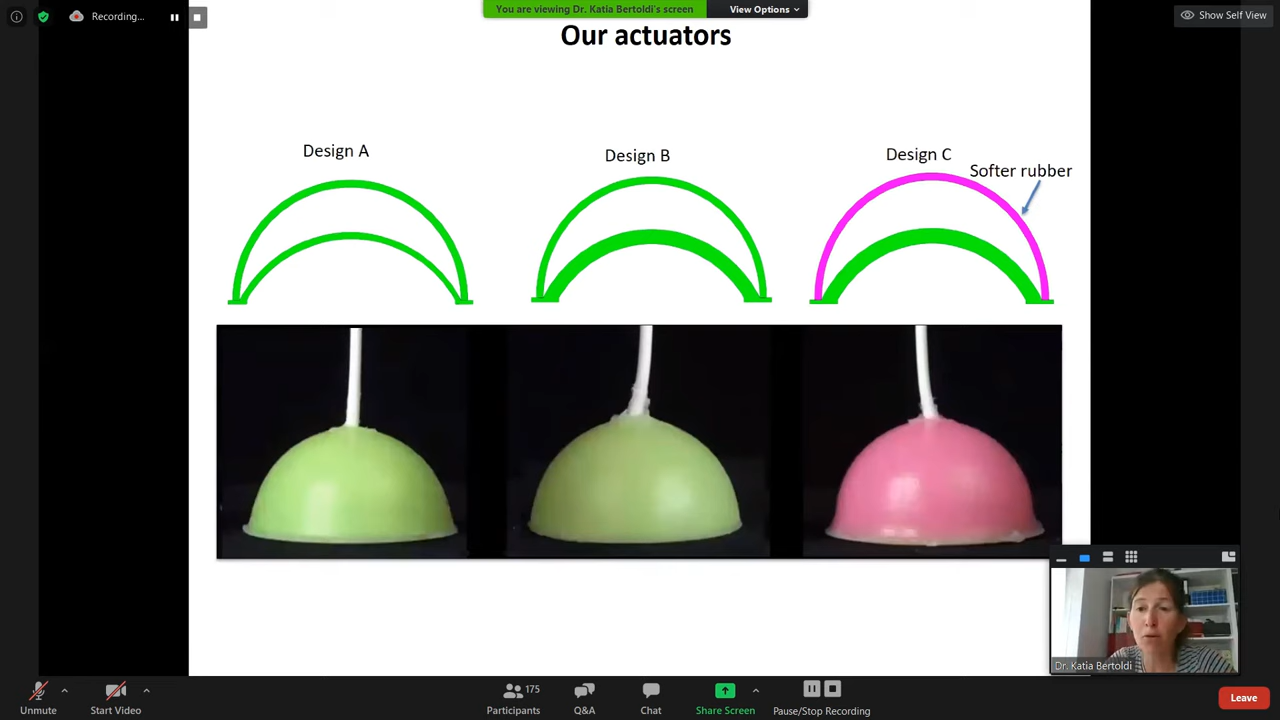 Recording...
You are viewing Dr. Katia Bertoldi's screen
View Options
Show Self View
Our actuators
Design A
Design B
Design C
Softer rubber
Dr. Katia Bertoldi
Unmute
Start Video
175
Participants
Q&A
Chat
Share Screen
Pause/Stop Recording
Leave